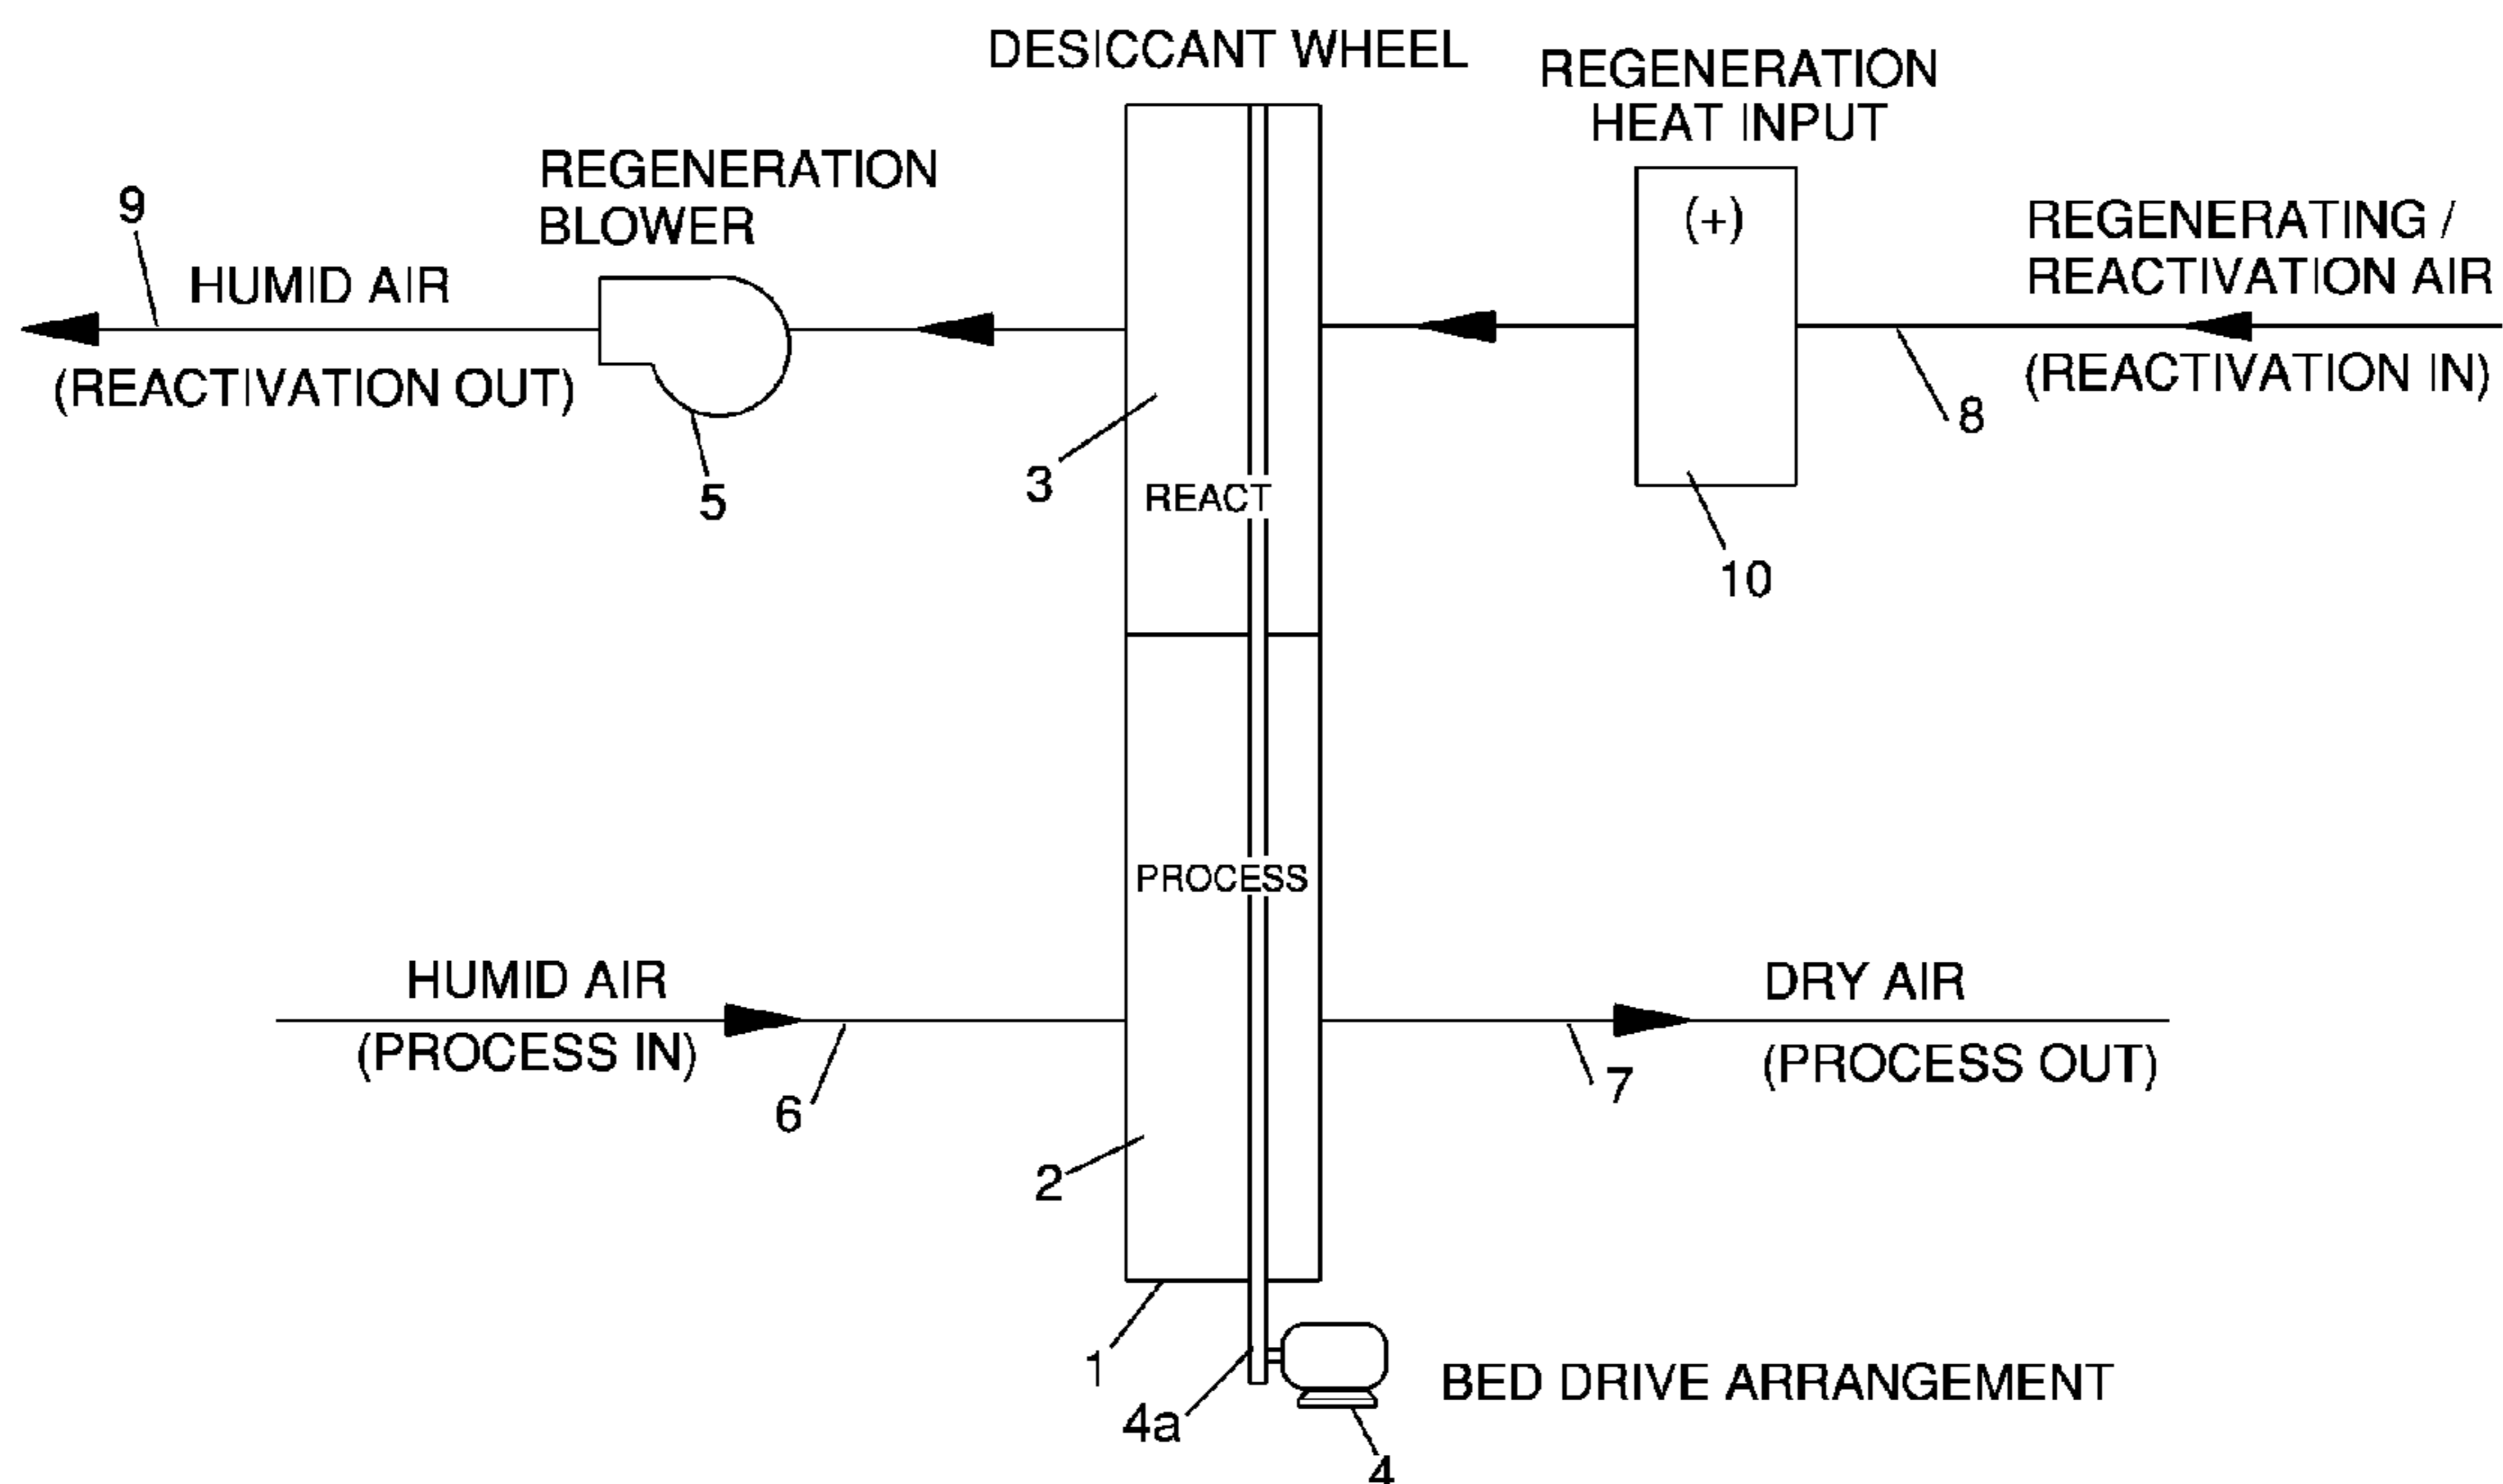 DESICCANT WHEEL
REGENERATION
HEAT INPUT
REGENERATION
BLOWER
9
HUMID AIR
(REACTIVATION OUT)
5
3
REACT
(+)
10
REGENERATING /
REACTIVATION AIR
(REACTIVATION IN)
8
PROCESS
HUMID AIR
(PROCESS IN)
6
DRY AIR
(PROCESS OUT)
7
2
1
4a
4
BED DRIVE ARRANGEMENT